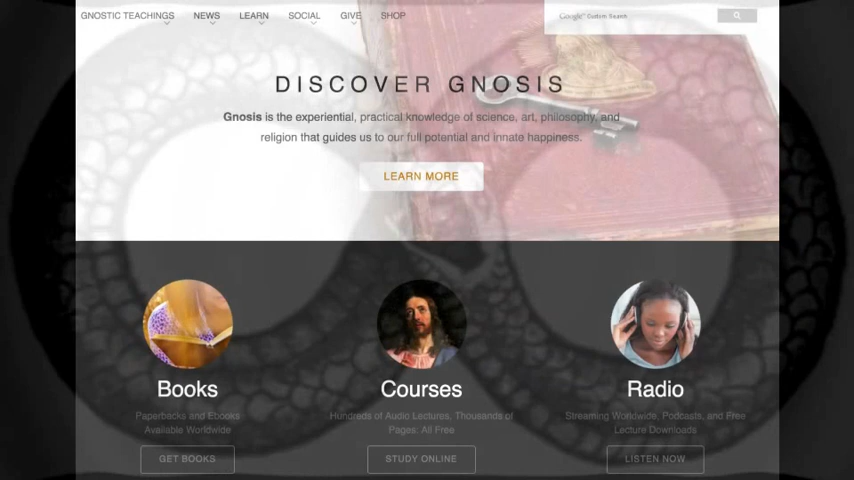 GNOSTIC TEACHINGS NEWS LEARN SOCIAL GIVE SHOP Google™ Custom Search
DISCOVER GNOSIS
Gnosis is the experiential, practical knowledge of science, art, philosophy, and
religion that guides us to our full potential and innate happiness.
LEARN MORE
Books Courses Radio
Paperbacks and Ebooks Hundreds of Audio Lectures, Thousands of Streaming Worldwide, Podcasts, and Free
Available Worldwide Pages: All Free Lecture Downloads
GET BOOKS STUDY ONLINE LISTEN NOW